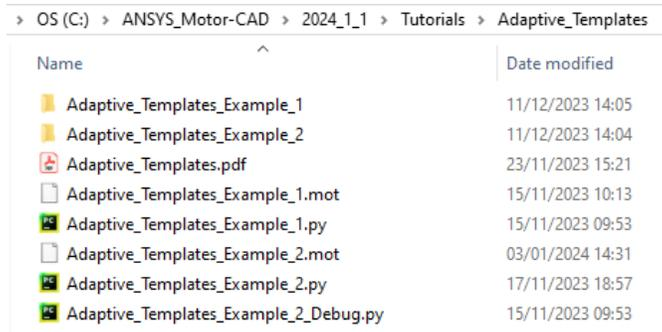 OS (C:) > ANSYS_Motor-CAD > 2024_1_1 > Tutorials > Adaptive_Templates
Name Date modified
Adaptive_Templates_Example_1 11/12/2023 14:05
Adaptive_Templates_Example_2 11/12/2023 14:04
Adaptive_Templates.pdf 23/11/2023 15:21
Adaptive_Templates_Example_1.mot 15/11/2023 10:13
Adaptive_Templates_Example_1.py 15/11/2023 09:53
Adaptive_Templates_Example_2.mot 03/01/2024 14:31
Adaptive_Templates_Example_2.py 17/11/2023 18:57
Adaptive_Templates_Example_2_Debug.py 15/11/2023 09:53